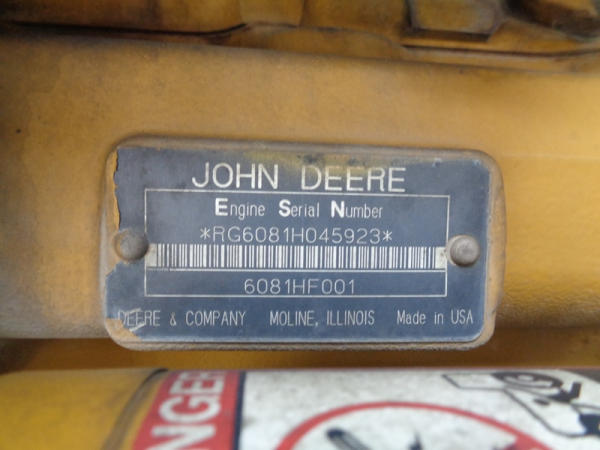 JOHN DEERE
Engine Serial Number
*RG6081H045923*
6081HF001
DEERE & COMPANY MOLINE, ILLINOIS Made in USA